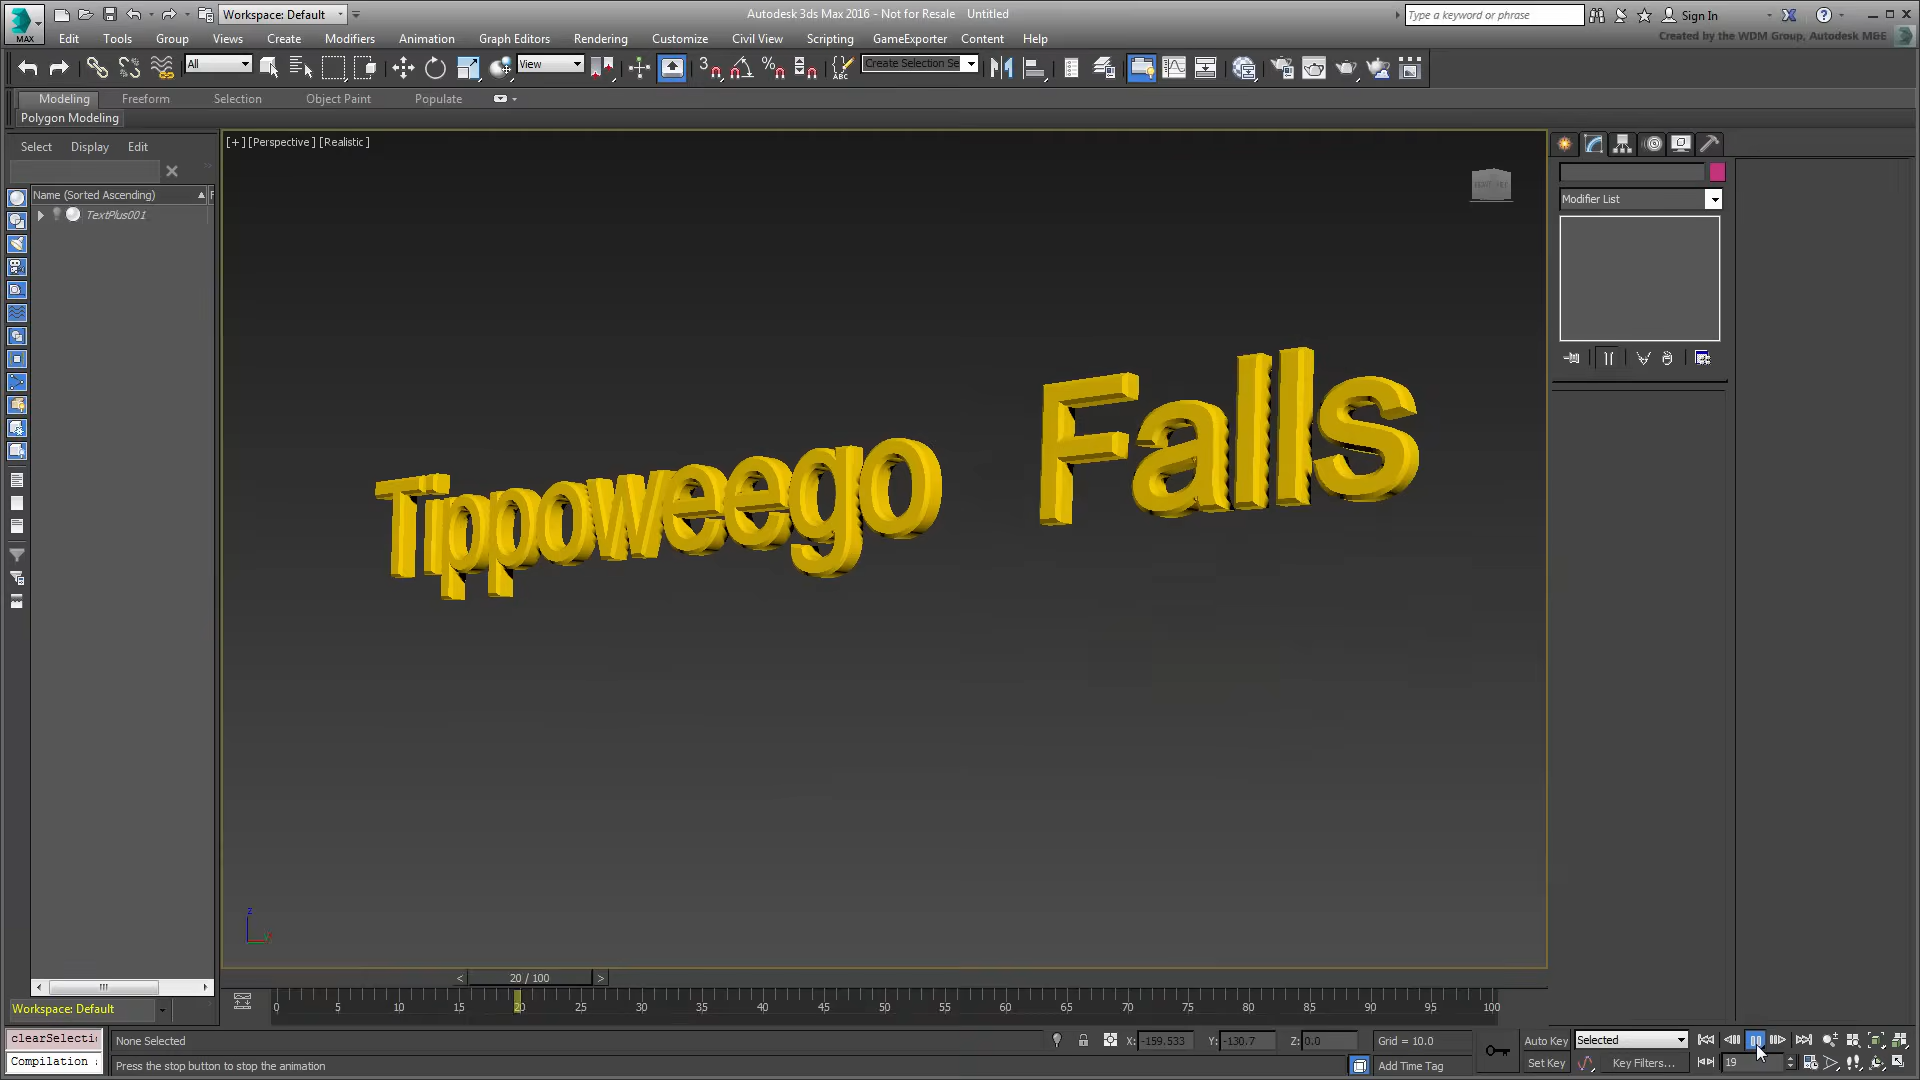 Workspace: Default
Autodesk 3ds Max 2016 - Not for Resale Untitled
Type a keyword or phrase
Sign In
MAX
Edit Tools Group Views Create Modifiers Animation Graph Editors Rendering Customize Civil View Scripting GameExporter Content Help
Created by the WDM Group, Autodesk M&E
All
View
3
ABC
Create Selection Se
Modeling Freeform Selection Object Paint Populate
Polygon Modeling
Select Display Edit
[+] [Perspective] [Realistic]
Name (Sorted Ascending)
F
TextPlus001
Modifier List
Tippoweego Falls
z
< 20 / 100 >
0 5 10 15 20 25 30 35 40 45 50 55 60 65 70 75 80 85 90 95 100
Workspace: Default
clearSelecti
Compilation
None Selected
X: -159.533 Y: -130.7 Z: 0.0
Grid = 10.0
Auto Key
Selected
Press the stop button to stop the animation
Add Time Tag
Set Key
Key Filters...
19